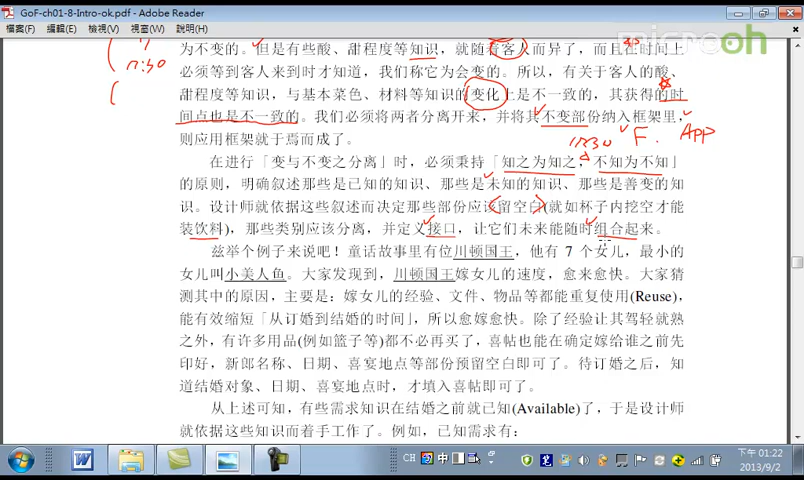 GoF-ch01-8-Intro-ok.pdf - Adobe Reader
檔案(F) 編輯(E) 檢視(V) 視窗(W) 說明(H)
microoh
为不变的。但是有些酸、甜程度等知识，就随着客人而异了，而且在时间上
必须等到客人来到时才知道，我们称它为会变的。所以，有关于客人的酸、
甜程度等知识，与基本菜色、材料等知识的变化上是不一致的，其获得的时
间点也是不一致的。我们必须将两者分离开来，并将其不变部份纳入框架里，
则应用框架就于焉而成了。
1230 F. App
在进行「变与不变之分离」时，必须秉持「知之为知之，不知为不知」
的原则，明确叙述那些是已知的知识、那些是未知的知识、那些是善变的知
识。设计师就依据这些叙述而决定那些部份应该留空白(就如杯子内挖空才能
装饮料)，那些类别应该分离，并定义接口，让它们未来能随时组合起来。
兹举个例子来说吧！童话故事里有位川顿国王，他有 7 个女儿，最小的
女儿叫小美人鱼。大家发现到，川顿国王嫁女儿的速度，愈来愈快。大家猜
测其中的原因，主要是：嫁女儿的经验、文件、物品等都能重复使用(Reuse)，
能有效缩短「从订婚到结婚的时间」，所以愈嫁愈快。除了经验让其驾轻就熟
之外，有许多用品(例如篮子等)都不必再买了，喜帖也能在确定嫁给谁之前先
印好，新郎名称、日期、喜宴地点等部份预留空白即可了。待订婚之后，知
道结婚对象、日期、喜宴地点时，才填入喜帖即可了。
从上述可知，有些需求知识在结婚之前就已知(Available)了，于是设计师
就依据这些知识而着手工作了。例如，已知需求有：
CH 中
下午 01:22
2013/9/2